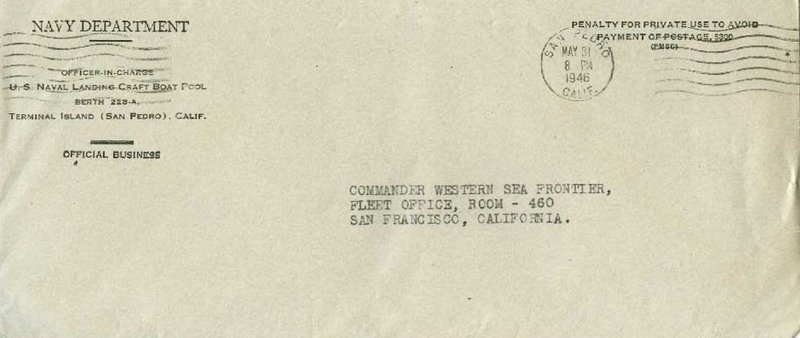 NAVY DEPARTMENT
OFFICER-IN-CHARGE
U. S. NAVAL LANDING CRAFT BOAT POOL
BERTH 228-A.
TERMINAL ISLAND (SAN PEDRO). CALIF.
OFFICIAL BUSINESS
PENALTY FOR PRIVATE USE TO AVOID
PAYMENT OF POSTAGE, $300
(PMGC)
SAN PEDRO
MAY 31
8 PM
1946
CALIF.
COMMANDER WESTERN SEA FRONTIER,
FLEET OFFICE, ROOM - 460
SAN FRANCISCO, CALIFORNIA.